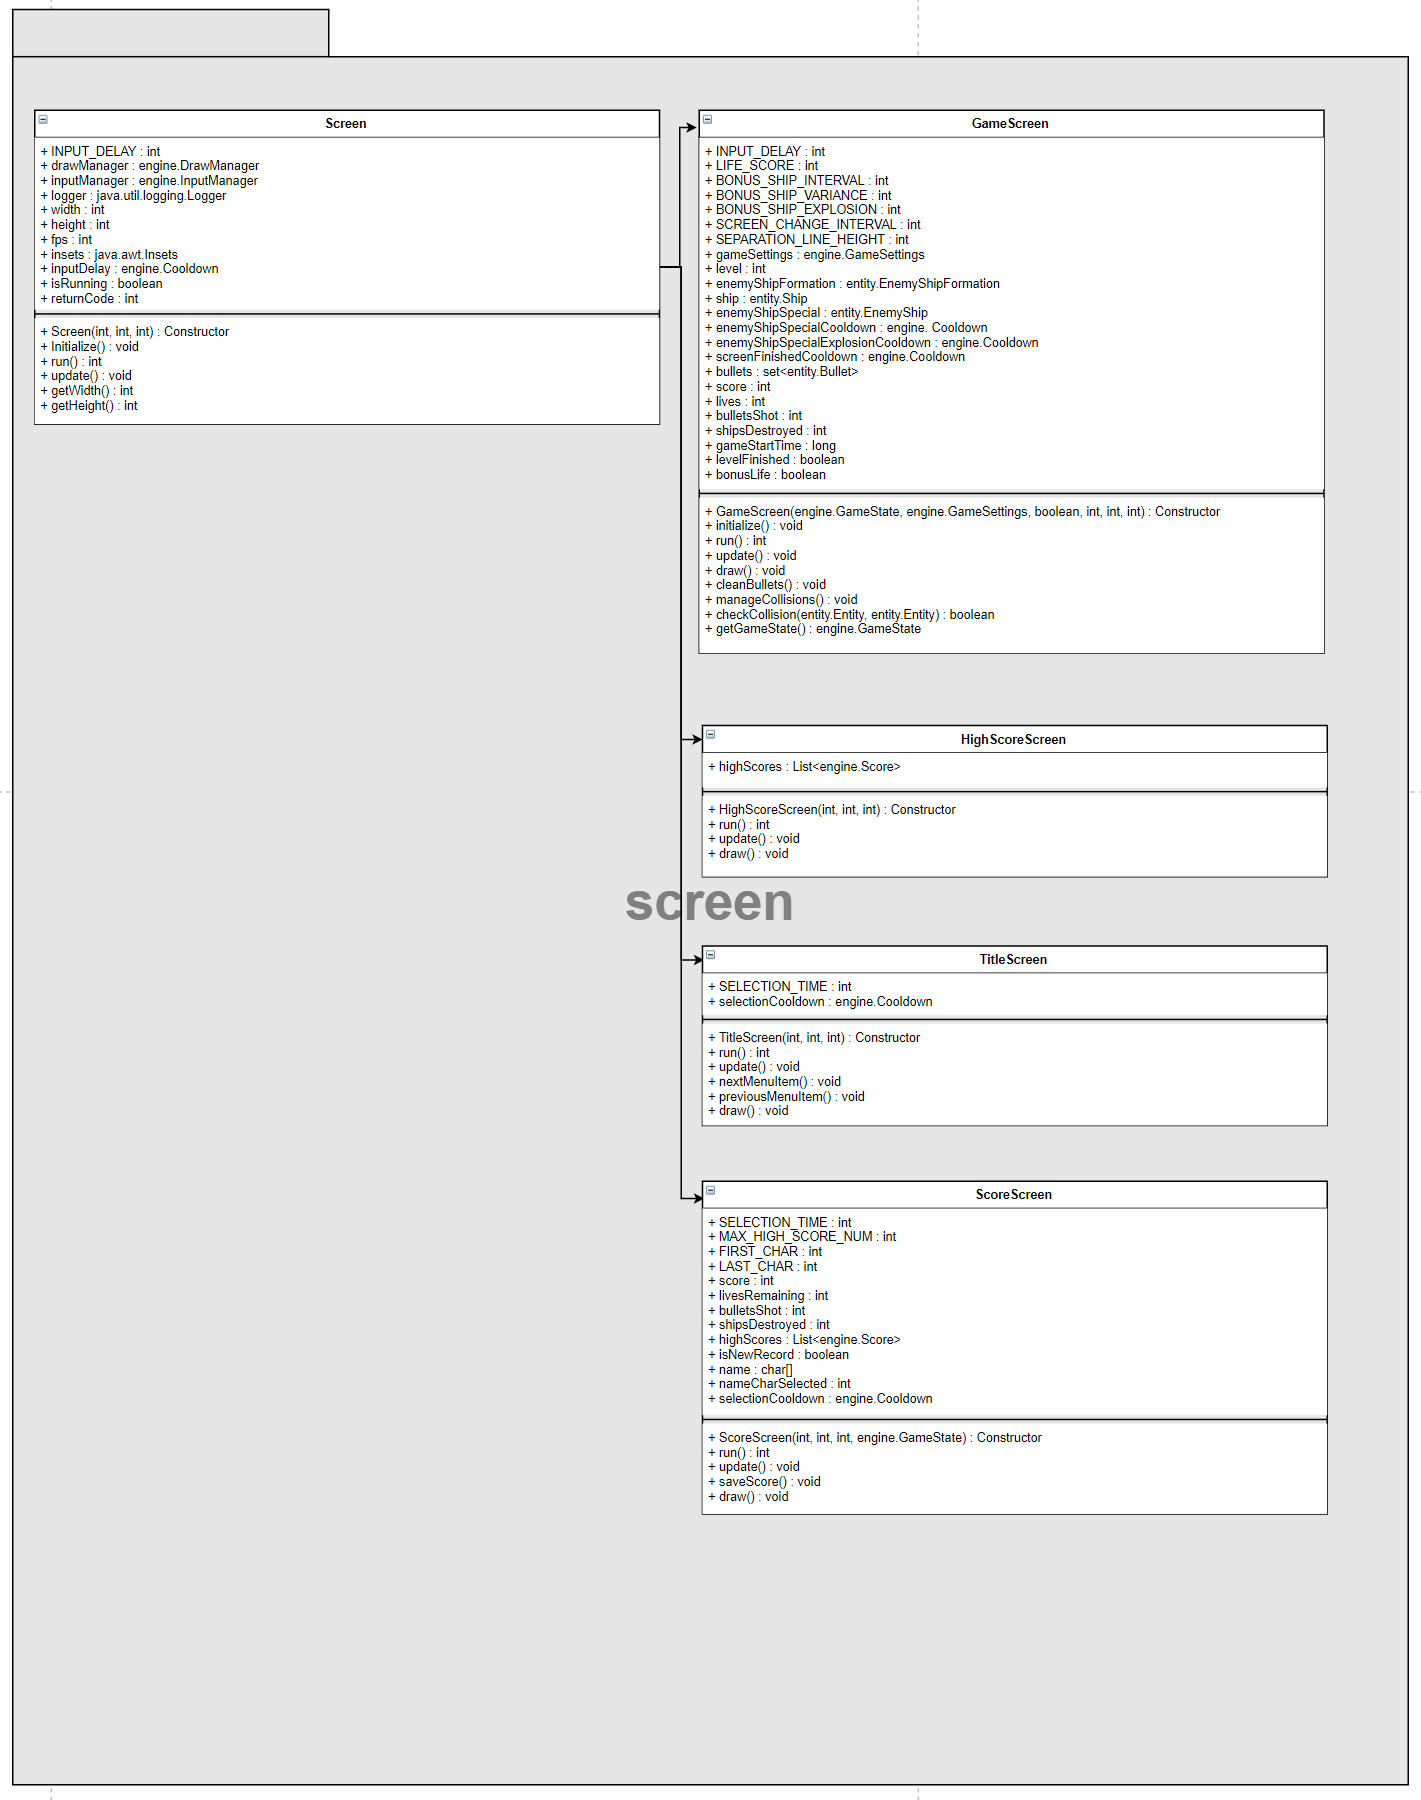 Screen
+ INPUT_DELAY : int
+ drawManager : engine.DrawManager
+ inputManager : engine.InputManager
+ logger : java.util.logging.Logger
+ width : int
+ height : int
+ fps : int
+ insets : java.awt.Insets
+ inputDelay : engine.Cooldown
+ isRunning : boolean
+ returnCode : int
+ Screen(int, int, int) : Constructor
+ Initialize() : void
+ run() : int
+ update() : void
+ getWidth() : int
+ getHeight() : int
GameScreen
+ INPUT_DELAY : int
+ LIFE_SCORE : int
+ BONUS_SHIP_INTERVAL : int
+ BONUS_SHIP_VARIANCE : int
+ BONUS_SHIP_EXPLOSION : int
+ SCREEN_CHANGE_INTERVAL : int
+ SEPARATION_LINE_HEIGHT : int
+ gameSettings : engine.GameSettings
+ level : int
+ enemyShipFormation : entity.EnemyShipFormation
+ ship : entity.Ship
+ enemyShipSpecial : entity.EnemyShip
+ enemyShipSpecialCooldown : engine. Cooldown
+ enemyShipSpecialExplosionCooldown : engine.Cooldown
+ screenFinishedCooldown : engine.Cooldown
+ bullets : set<entity.Bullet>
+ score : int
+ lives : int
+ bulletsShot : int
+ shipsDestroyed : int
+ gameStartTime : long
+ levelFinished : boolean
+ bonusLife : boolean
+ GameScreen(engine.GameState, engine.GameSettings, boolean, int, int, int) : Constructor
+ initialize() : void
+ run() : int
+ update() : void
+ draw() : void
+ cleanBullets() : void
+ manageCollisions() : void
+ checkCollision(entity.Entity, entity.Entity) : boolean
+ getGameState() : engine.GameState
HighScoreScreen
+ highScores : List<engine.Score>
+ HighScoreScreen(int, int, int) : Constructor
+ run() : int
+ update() : void
+ draw() : void
screen
TitleScreen
+ SELECTION_TIME : int
+ selectionCooldown : engine.Cooldown
+ TitleScreen(int, int, int) : Constructor
+ run() : int
+ update() : void
+ nextMenuItem() : void
+ previousMenuItem() : void
+ draw() : void
ScoreScreen
+ SELECTION_TIME : int
+ MAX_HIGH_SCORE_NUM : int
+ FIRST_CHAR : int
+ LAST_CHAR : int
+ score : int
+ livesRemaining : int
+ bulletsShot : int
+ shipsDestroyed : int
+ highScores : List<engine.Score>
+ isNewRecord : boolean
+ name : char[]
+ nameCharSelected : int
+ selectionCooldown : engine.Cooldown
+ ScoreScreen(int, int, int, engine.GameState) : Constructor
+ run() : int
+ update() : void
+ saveScore() : void
+ draw() : void